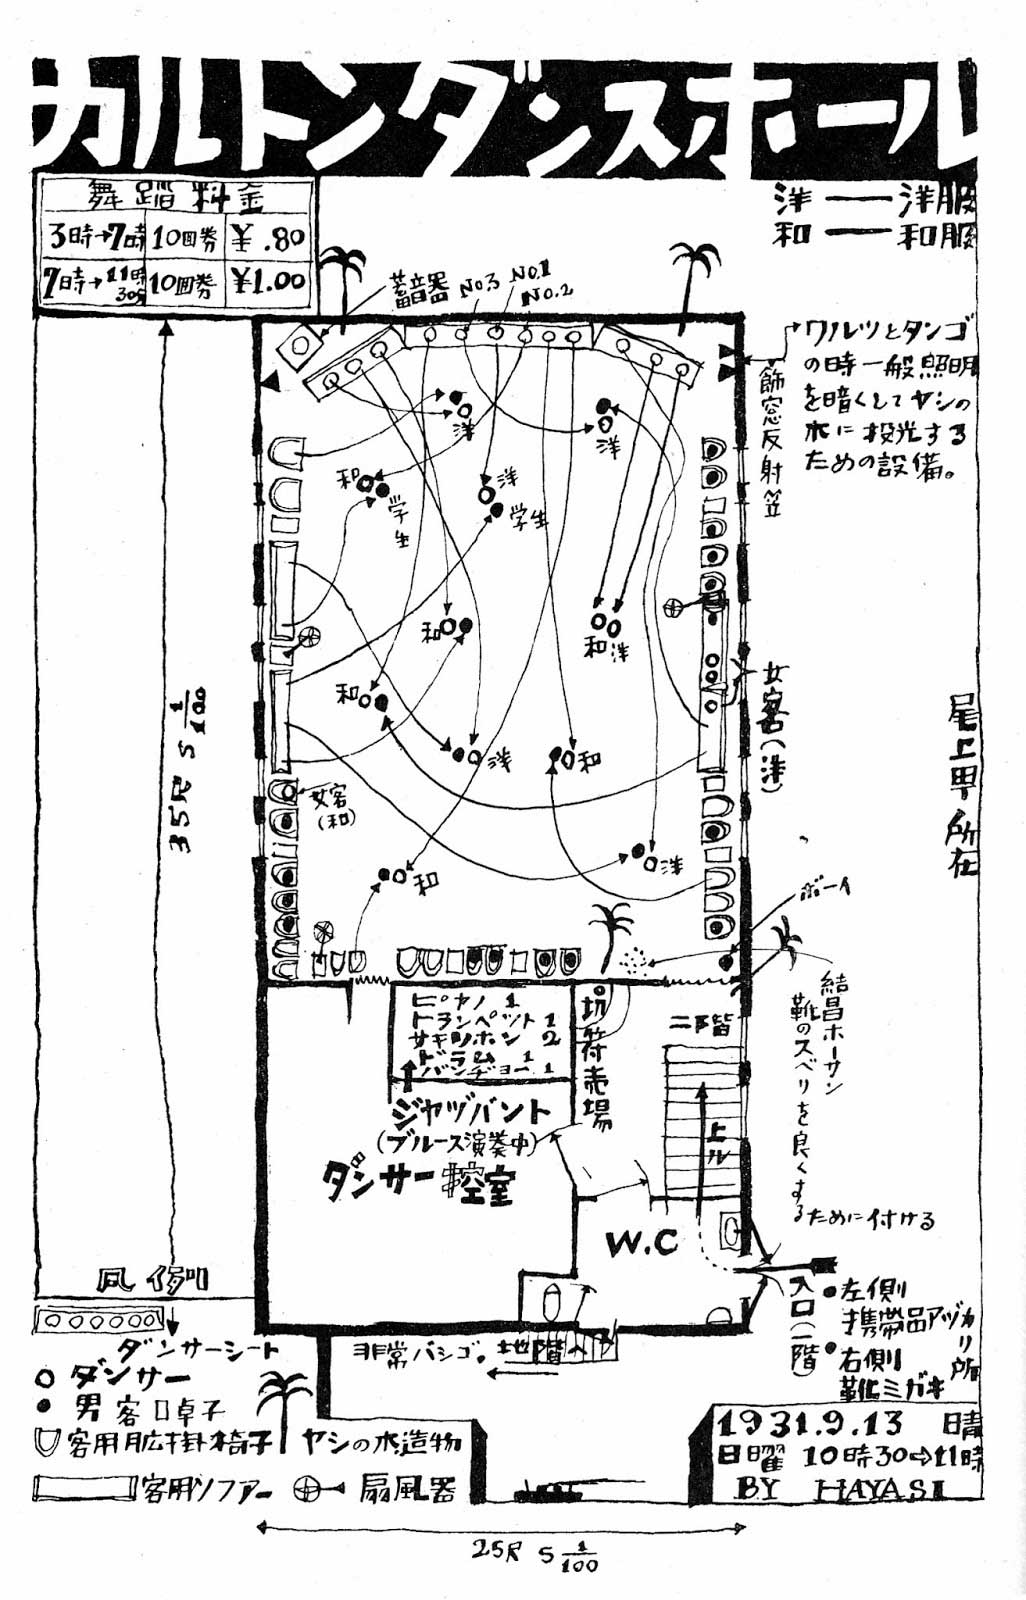 カルトンダンスホール
舞踏料金
3時→7時 10回券 ¥.80
7時→11時30分 10回券 ¥1.00
洋 ― 洋服
和 ― 和服
蓄音器
No.3
No.1
No.2
ワルツとタンゴ
の時一般照明
を暗くしてヤシの
木に投光する
ための設備。
飾窓反射笠
洋
洋
和
学生
洋
学生
和
和
洋
和
洋
和
洋
和
女客(洋)
女客
(和)
35尺 S 1/100
尾上甲所在
ボーイ
結晶ホーサン
靴のスベリを良くする
ために付ける
ピヤノ 1
トランペット 1
サキソホン 2
ドラム 1
バンヂョー 1
ジャヅバント
(ブルース演奏中)
ダンサー控室
切符売場
二階
上ル
W.C
入口(一階)
左側
携帯品アヅカリ所
右側
靴ミガキ
非常バシゴ。地階へ
凡例
ダンサーシート
ダンサー
男客 卓子
客用肱掛椅子
ヤシの木造物
客用ソファー
扇風器
1931.9.13 晴
日曜 10時30⇨11時
BY HAYASI
25尺 S 1/100